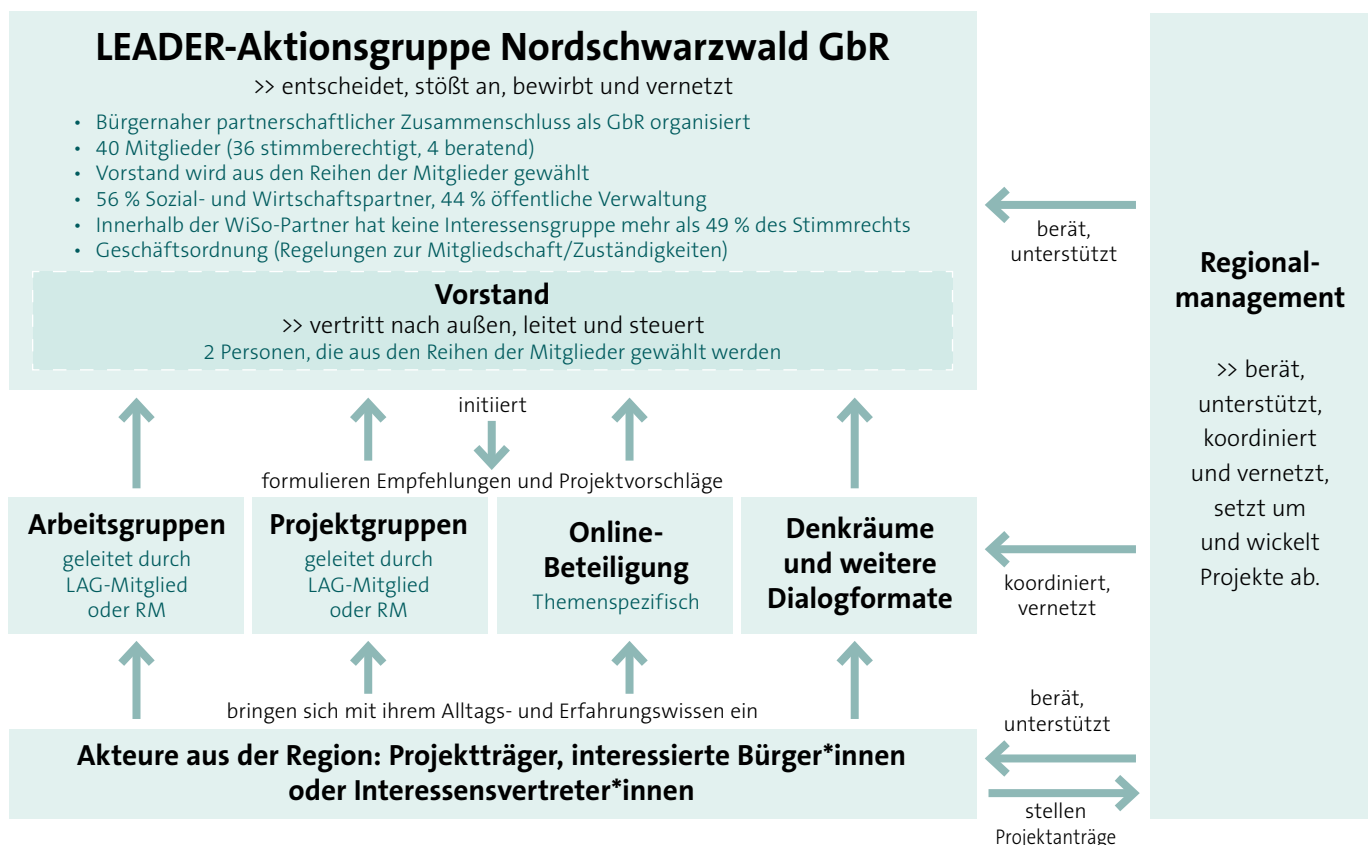 LEADER-Aktionsgruppe Nordschwarzwald GbR
>> entscheidet, stößt an, bewirbt und vernetzt
• Bürgernaher partnerschaftlicher Zusammenschluss als GbR organisiert
• 40 Mitglieder (36 stimmberechtigt, 4 beratend)
• Vorstand wird aus den Reihen der Mitglieder gewählt
• 56 % Sozial- und Wirtschaftspartner, 44 % öffentliche Verwaltung
• Innerhalb der WiSo-Partner hat keine Interessensgruppe mehr als 49 % des Stimmrechts
• Geschäftsordnung (Regelungen zur Mitgliedschaft/Zuständigkeiten)
Vorstand
>> vertritt nach außen, leitet und steuert
2 Personen, die aus den Reihen der Mitglieder gewählt werden
berät,
unterstützt
Regional-
management
>> berät,
unterstützt,
koordiniert
und vernetzt,
setzt um
und wickelt
Projekte ab.
initiiert
formulieren Empfehlungen und Projektvorschläge
Arbeitsgruppen
geleitet durch
LAG-Mitglied
oder RM
Projektgruppen
geleitet durch
LAG-Mitglied
oder RM
Online-
Beteiligung
Themenspezifisch
Denkräume
und weitere
Dialogformate
koordiniert,
vernetzt
bringen sich mit ihrem Alltags- und Erfahrungswissen ein
Akteure aus der Region: Projektträger, interessierte Bürger*innen
oder Interessensvertreter*innen
berät,
unterstützt
stellen
Projektanträge